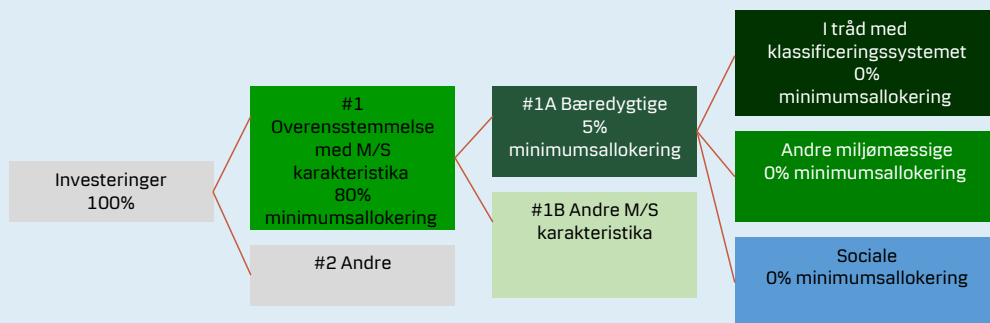 Investeringer
100%
#1
Overensstemmelse
med M/S
karakteristika
80%
minimumsallokering
#2 Andre
#1A Bæredygtige
5%
minimumsallokering
#1B Andre M/S
karakteristika
I tråd med
klassificeringssystemet
0%
minimumsallokering
Andre miljømæssige
0% minimumsallokering
Sociale
0% minimumsallokering